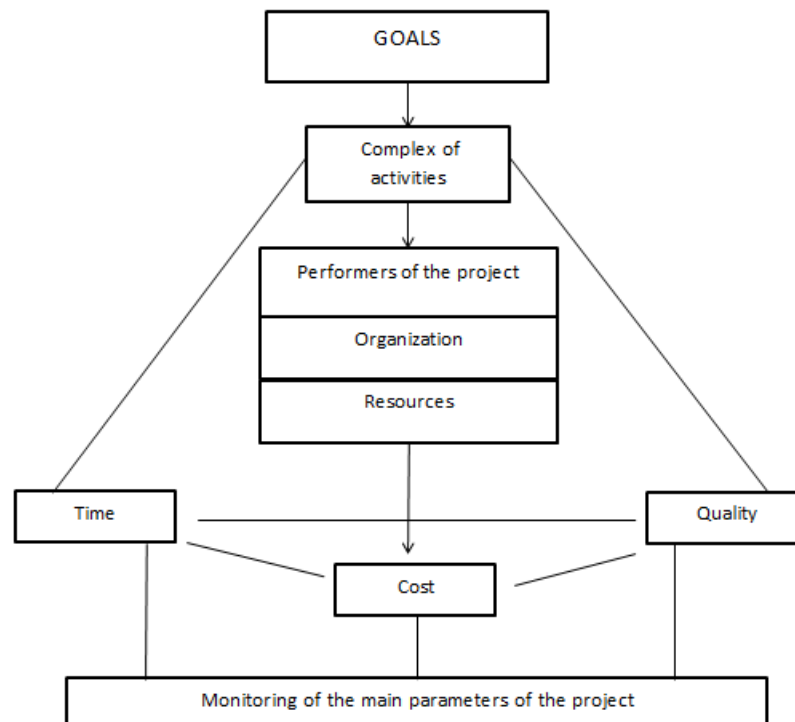 GOALS
Complex of
activities
Performers of the project
Organization
Resources
Time
Quality
Cost
Monitoring of the main parameters of the project